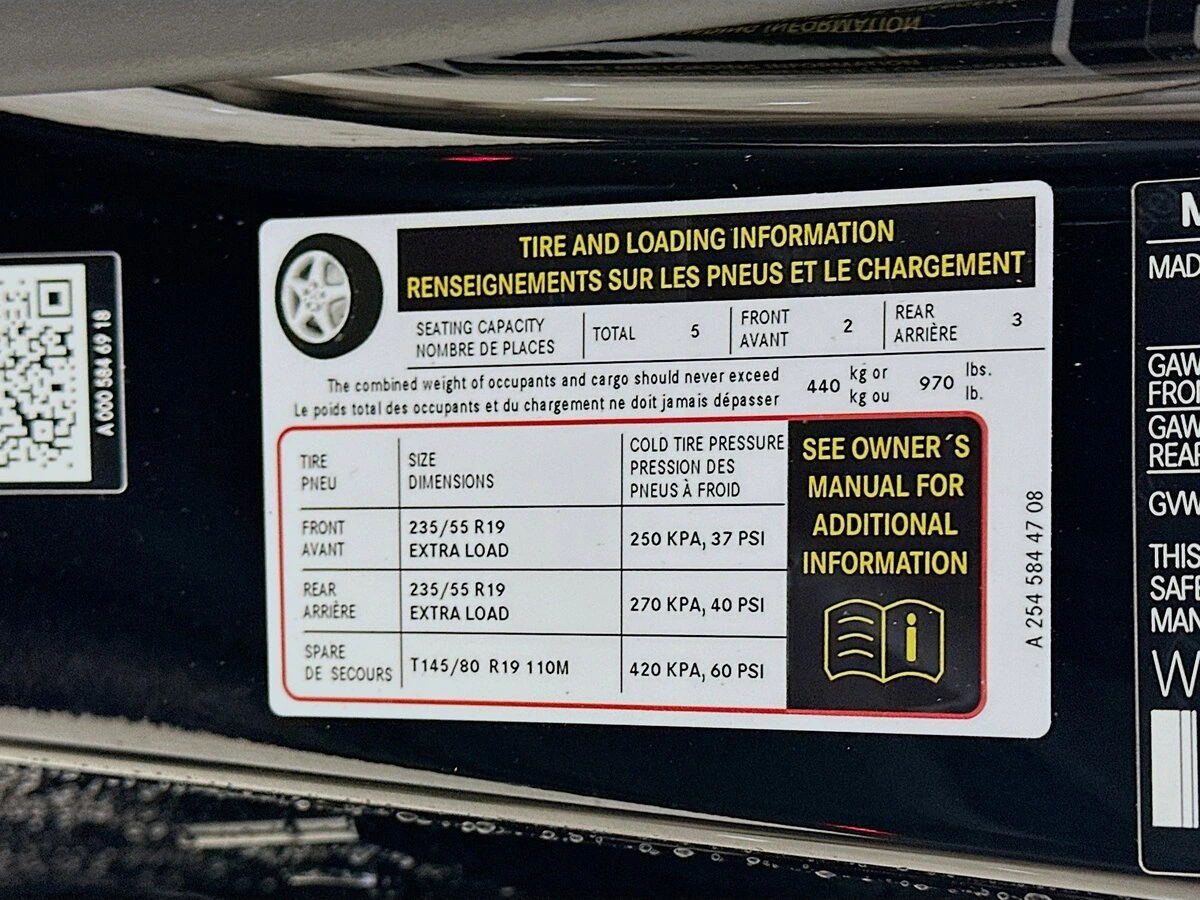 TIRE AND LOADING INFORMATION
RENSEIGNEMENTS SUR LES PNEUS ET LE CHARGEMENT
SEATING CAPACITY
NOMBRE DE PLACES
TOTAL 5
FRONT
AVANT
2
REAR
ARRIÈRE
3
The combined weight of occupants and cargo should never exceed
Le poids total des occupants et du chargement ne doit jamais dépasser
440
kg or
kg ou
970
lbs.
lb.
TIRE
PNEU
SIZE
DIMENSIONS
COLD TIRE PRESSURE
PRESSION DES
PNEUS À FROID
FRONT
AVANT
235/55 R19
EXTRA LOAD
250 KPA, 37 PSI
REAR
ARRIÈRE
235/55 R19
EXTRA LOAD
270 KPA, 40 PSI
SPARE
DE SECOURS
T145/80 R19 110M
420 KPA, 60 PSI
SEE OWNER´S
MANUAL FOR
ADDITIONAL
INFORMATION
A 254 584 47 08
A 000 584 69 18
MAD
GAW
FRO
GAW
REAR
GVW
THIS
SAFE
MAN
W